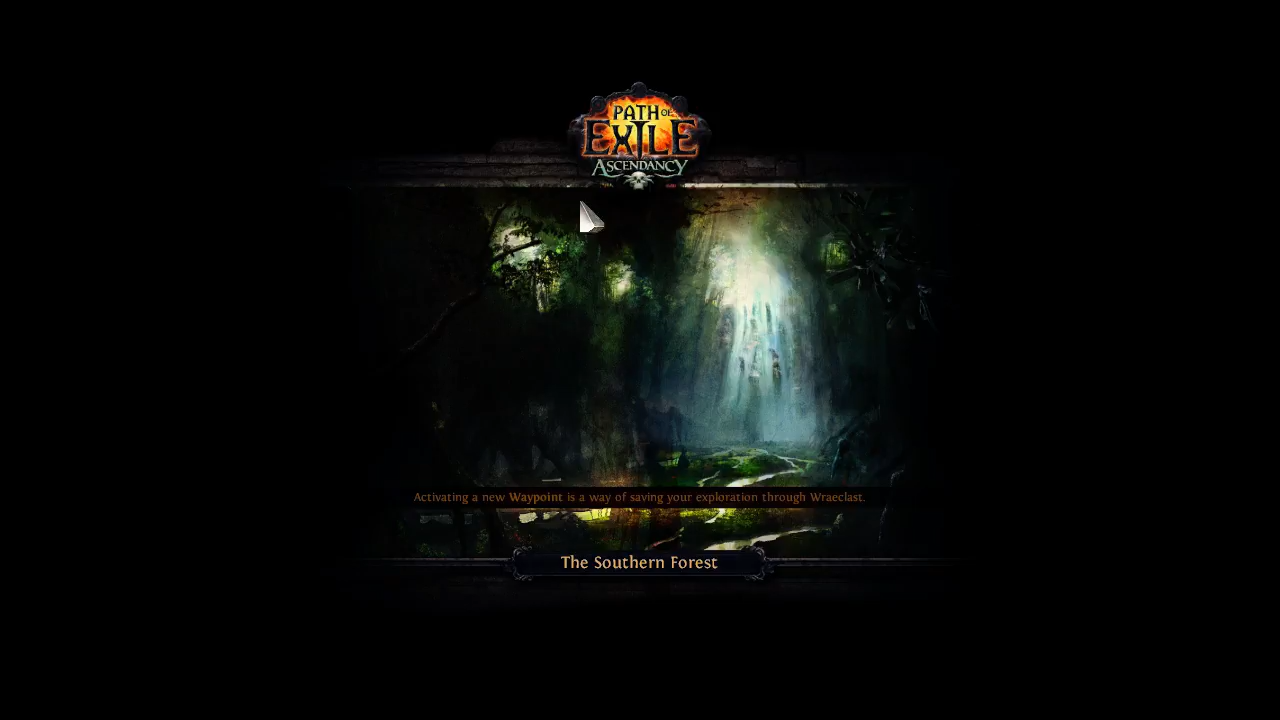 PATH OF
EXILE
ASCENDANCY
Activating a new Waypoint is a way of saving your exploration through Wraeclast.
The Southern Forest